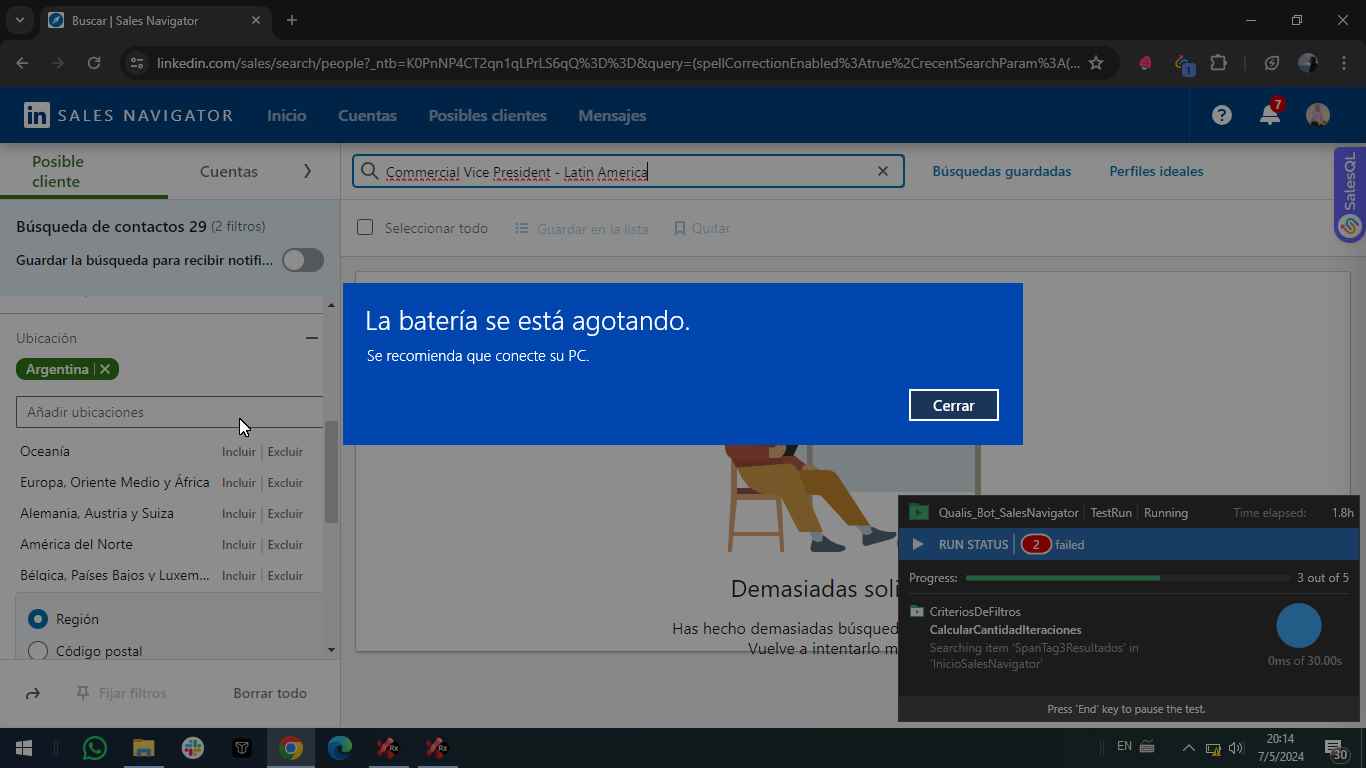 Buscar | Sales Navigator
linkedin.com/sales/search/people?_ntb=K0PnNP4CT2qn1qLPrLS6qQ%3D%3D&query=(spellCorrectionEnabled%3Atrue%2CrecentSearchParam%3A(...
1
in SALES NAVIGATOR
Inicio
Cuentas
Posibles clientes
Mensajes
7
Posible cliente
Cuentas
Commercial Vice President - Latin America
Búsquedas guardadas
Perfiles ideales
SalesQL
Búsqueda de contactos 29 (2 filtros)
Guardar la búsqueda para recibir notifi...
Seleccionar todo
Guardar en la lista
Quitar
Ubicación
Argentina
Añadir ubicaciones
Oceanía Incluir Excluir
Europa, Oriente Medio y África Incluir Excluir
Alemania, Austria y Suiza Incluir Excluir
América del Norte Incluir Excluir
Bélgica, Países Bajos y Luxem... Incluir Excluir
Región
Código postal
Fijar filtros
Borrar todo
La batería se está agotando.
Se recomienda que conecte su PC.
Cerrar
Demasiadas soli
Has hecho demasiadas búsqued
Vuelve a intentarlo m
Qualis_Bot_SalesNavigator TestRun Running Time elapsed: 1.8h
RUN STATUS 2 failed
Progress: 3 out of 5
CriteriosDeFiltros
CalcularCantidadIteraciones
Searching item 'SpanTag3Resultados' in
'InicioSalesNavigator'
0ms of 30.00s
Press 'End' key to pause the test.
EN
20:14
7/5/2024
30